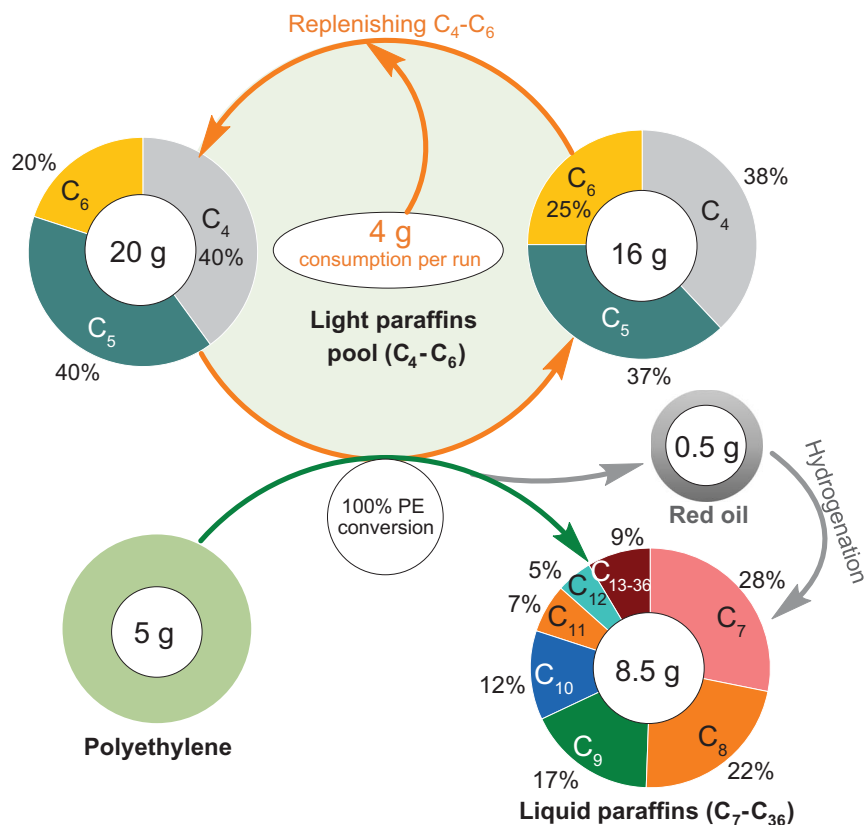 Replenishing C₄-C₆
20%
C₆
C₄
40%
20 g
C₅
40%
4 g
consumption per run
Light paraffins
pool (C₄-C₆)
C₆
25%
38%
C₄
16 g
C₅
37%
100% PE
conversion
0.5 g
Red oil
Hydrogenation
5 g
Polyethylene
9%
C₁₃₋₃₆
5%
C₁₂
7%
C₁₁
12%
C₁₀
17%
C₉
28%
C₇
8.5 g
C₈
22%
Liquid paraffins (C₇-C₃₆)